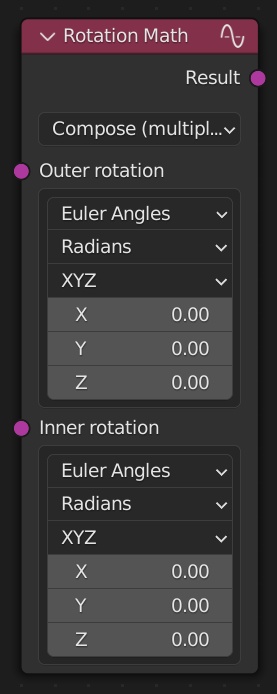 Rotation Math
Result
Compose (multipl...
Outer rotation
Euler Angles
Radians
XYZ
X 0.00
Y 0.00
Z 0.00
Inner rotation
Euler Angles
Radians
XYZ
X 0.00
Y 0.00
Z 0.00